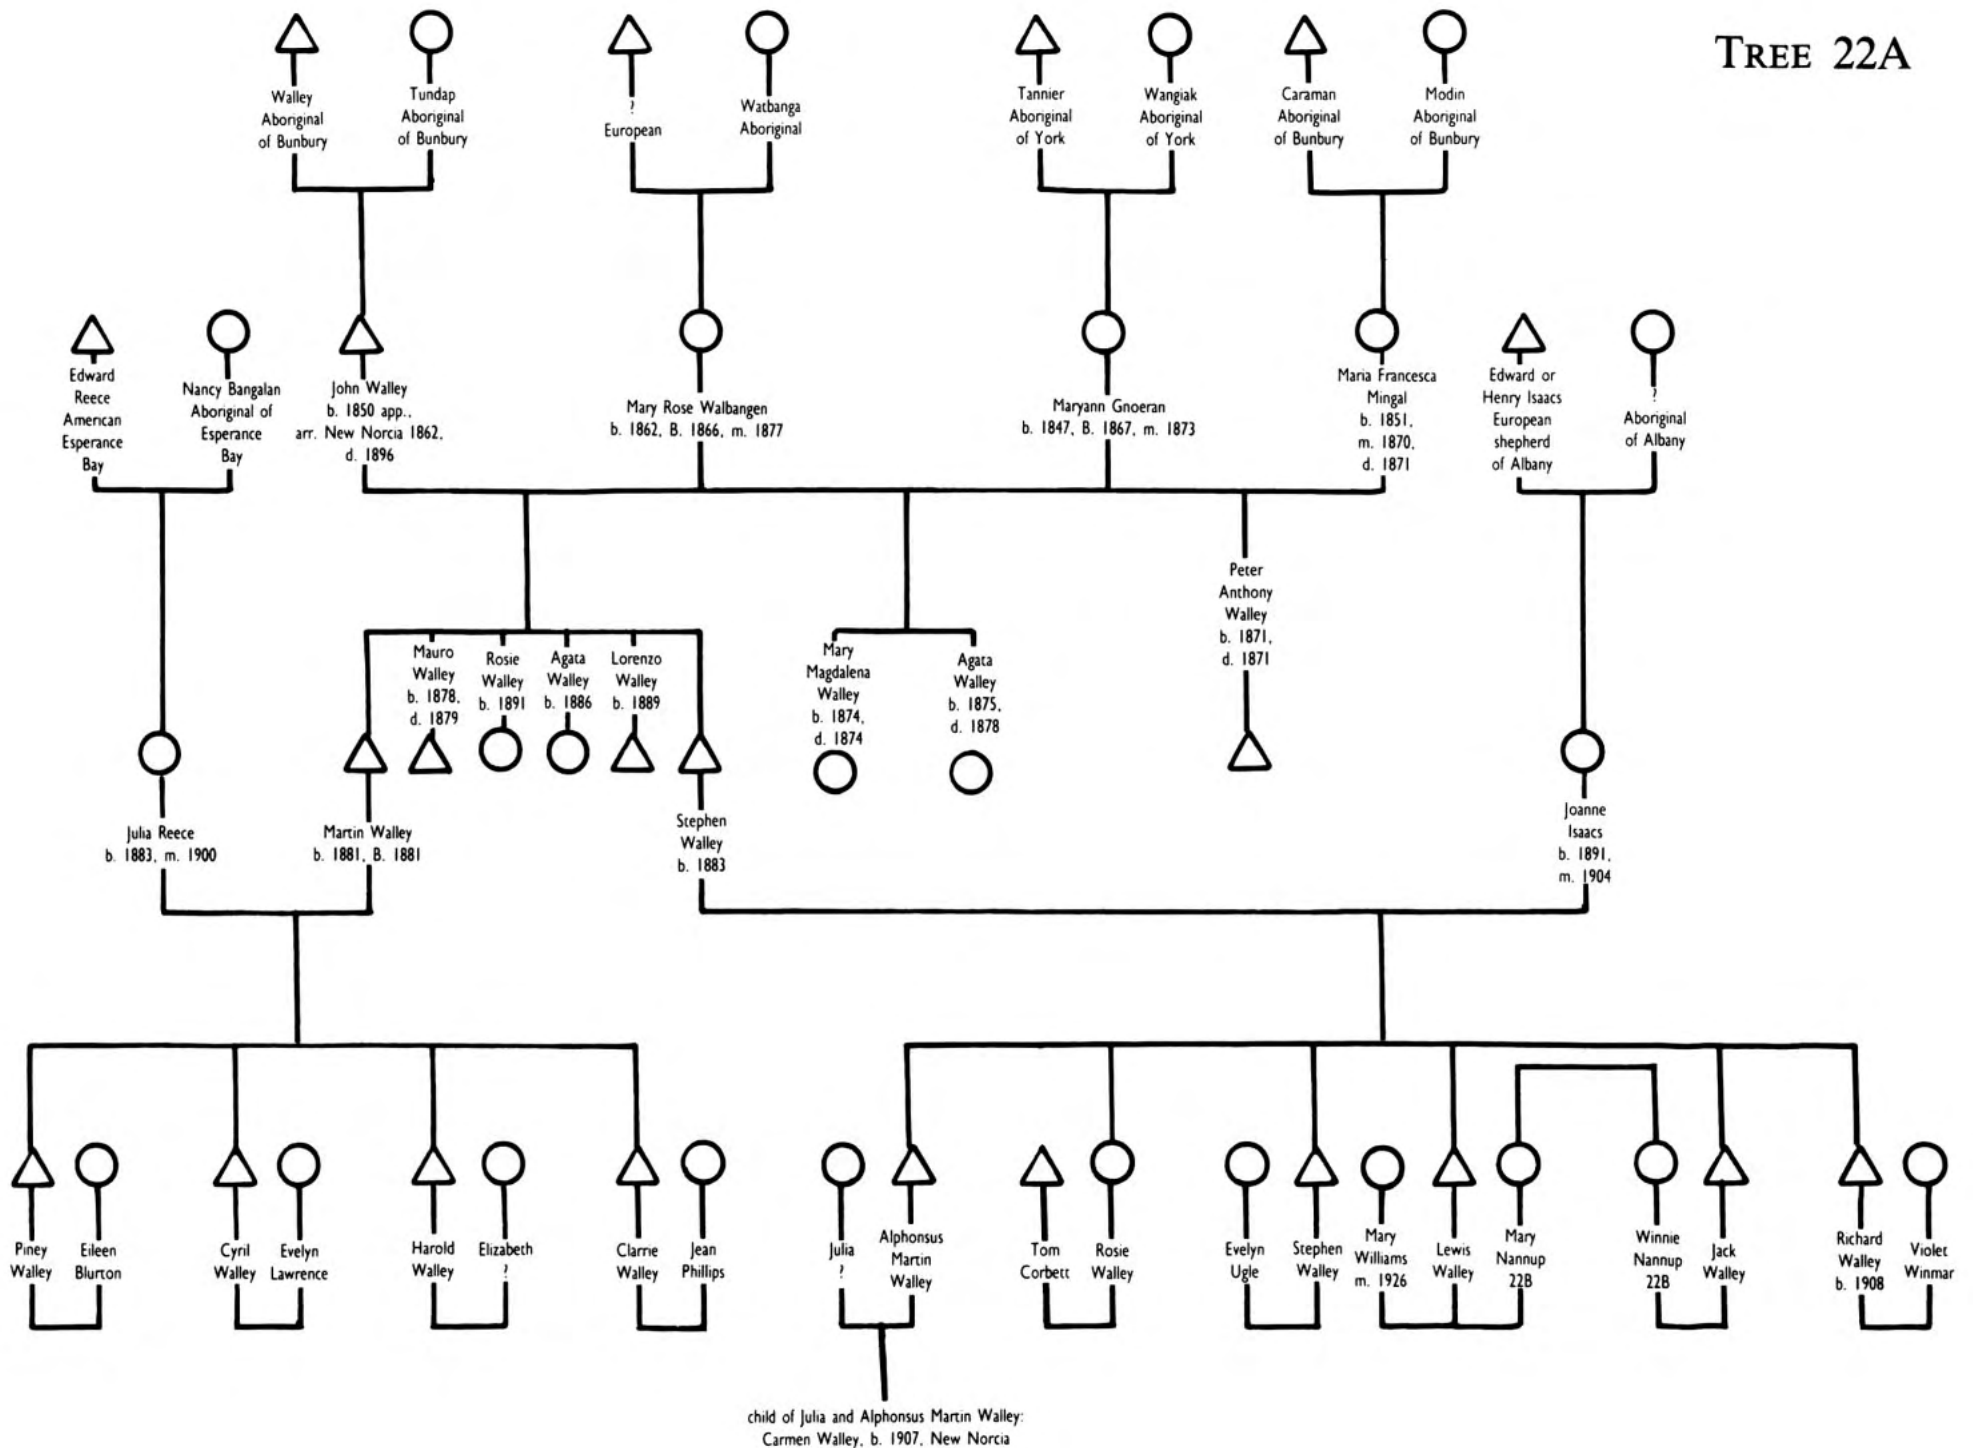 TREE 22A
Walley
Aboriginal
of Bunbury
Tundap
Aboriginal
of Bunbury
?
European
Watbanga
Aboriginal
Tannier
Aboriginal
of York
Wangiak
Aboriginal
of York
Caraman
Aboriginal
of Bunbury
Modin
Aboriginal
of Bunbury
Edward
Reece
American
Esperance
Bay
Nancy Bangalan
Aboriginal of
Esperance
Bay
John Walley
b. 1850 app.,
arr. New Norcia 1862,
d. 1896
Mary Rose Walbangen
b. 1862, B. 1866, m. 1877
Maryann Gnoeran
b. 1847, B. 1867, m. 1873
Maria Francesca
Mingal
b. 1851,
m. 1870,
d. 1871
Edward or
Henry Isaacs
European
shepherd
of Albany
?
Aboriginal
of Albany
Mauro
Walley
b. 1878,
d. 1879
Rosie
Walley
b. 1891
Agata
Walley
b. 1886
Lorenzo
Walley
b. 1889
Mary
Magdalena
Walley
b. 1874,
d. 1874
Agata
Walley
b. 1875,
d. 1878
Peter
Anthony
Walley
b. 1871,
d. 1871
Julia Reece
b. 1883, m. 1900
Martin Walley
b. 1881, B. 1881
Stephen
Walley
b. 1883
Joanne
Isaacs
b. 1891,
m. 1904
Piney
Walley
Eileen
Blurton
Cyril
Walley
Evelyn
Lawrence
Harold
Walley
Elizabeth
?
Clarrie
Walley
Jean
Phillips
Julia
?
Alphonsus
Martin
Walley
Tom
Corbett
Rosie
Walley
Evelyn
Ugle
Stephen
Walley
Mary
Williams
m. 1926
Lewis
Walley
Mary
Nannup
22B
Winnie
Nannup
22B
Jack
Walley
Richard
Walley
b. 1908
Violet
Winmar
child of Julia and Alphonsus Martin Walley:
Carmen Walley, b. 1907, New Norcia